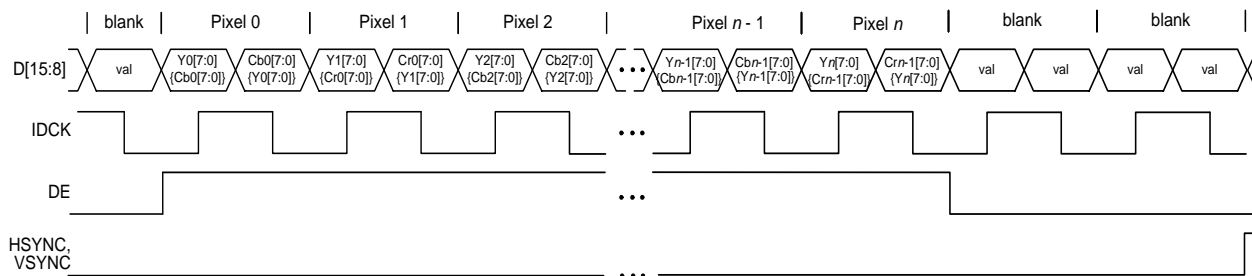 blank Pixel 0 Pixel 1 Pixel 2 Pixel n - 1 Pixel n blank blank
D[15:8] val Y0[7:0] Cb0[7:0] Y1[7:0] Cr0[7:0] Y2[7:0] Cb2[7:0] ••• Yn-1[7:0] Cbn-1[7:0] Yn[7:0] Crn-1[7:0] val val val val
{Cb0[7:0]} {Y0[7:0]} {Cr0[7:0]} {Y1[7:0]} {Cb2[7:0]} {Y2[7:0]} {Cbn-1[7:0]} {Yn-1[7:0]} {Crn-1[7:0]} {Yn[7:0]}
IDCK •••
DE •••
HSYNC,
VSYNC •••